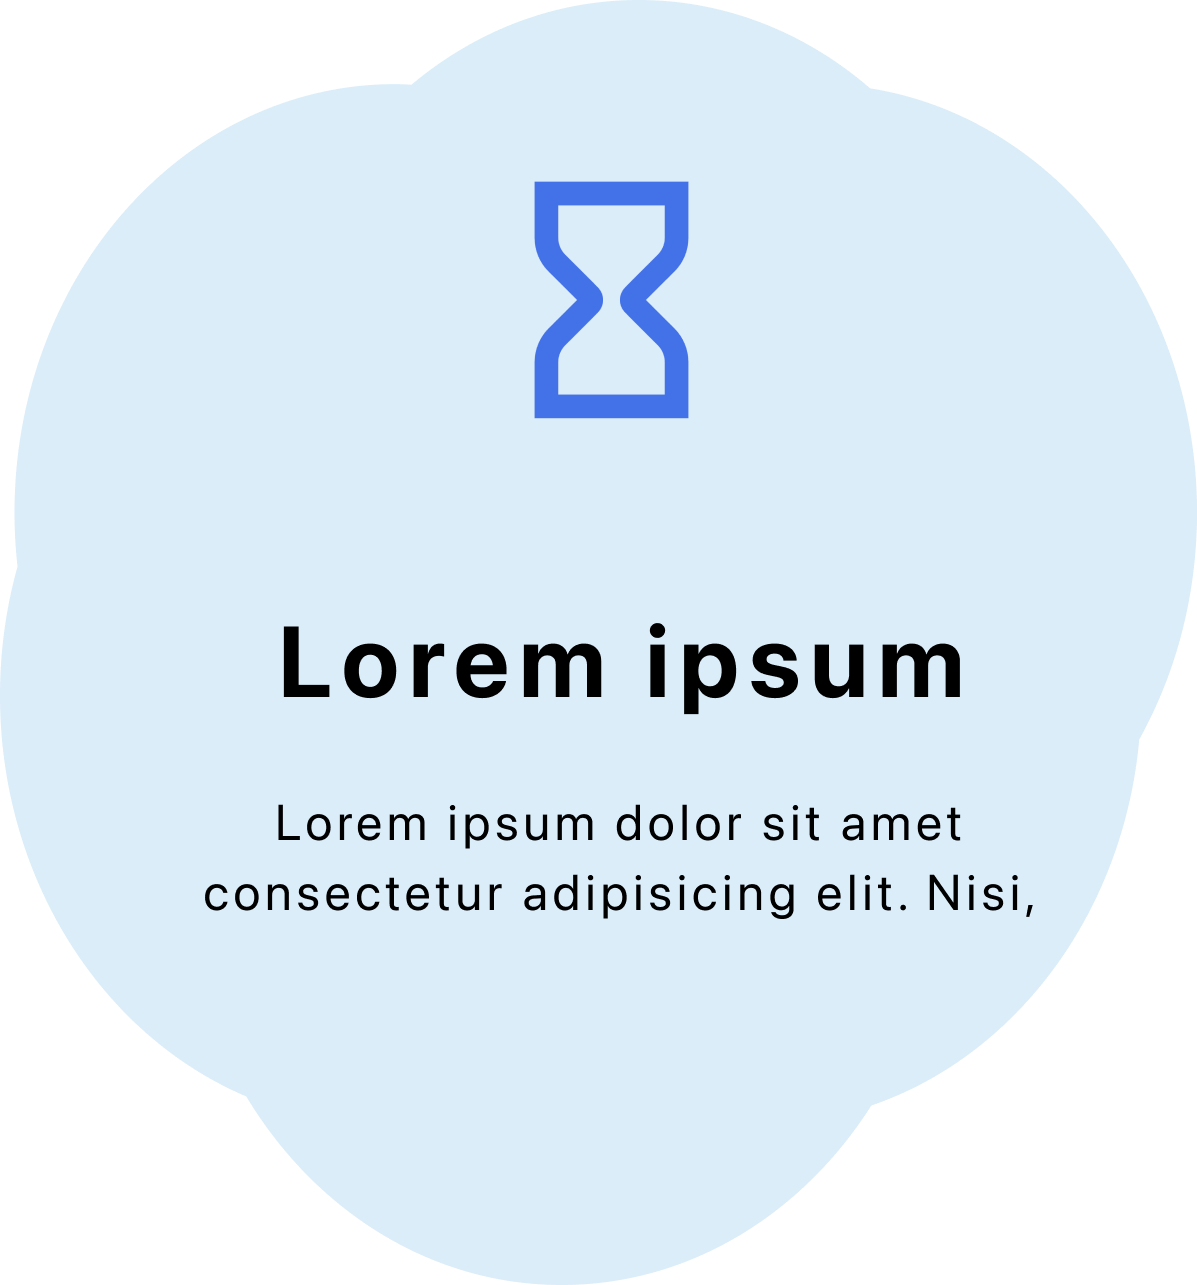 Lorem ipsum
Lorem ipsum dolor sit amet
consectetur adipisicing elit. Nisi,